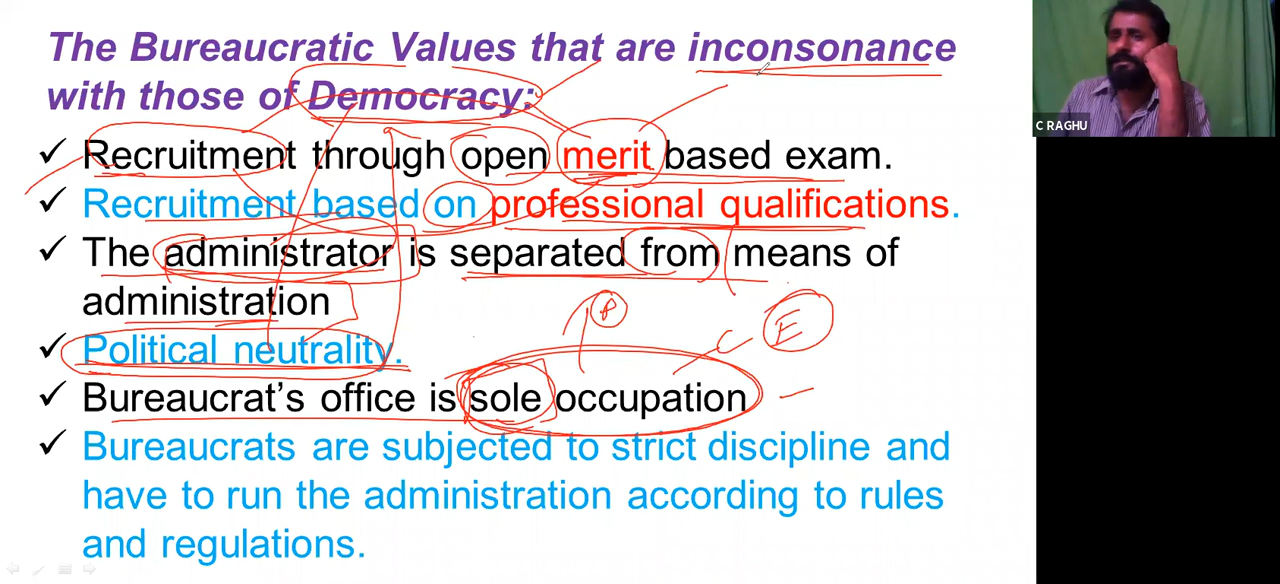 The Bureaucratic Values that are inconsonance
with those of Democracy:
✓ Recruitment through open merit based exam.
✓ Recruitment based on professional qualifications.
✓ The administrator is separated from means of
administration
✓ Political neutrality.
✓ Bureaucrat's office is sole occupation
✓ Bureaucrats are subjected to strict discipline and
have to run the administration according to rules
and regulations.
C RAGHU